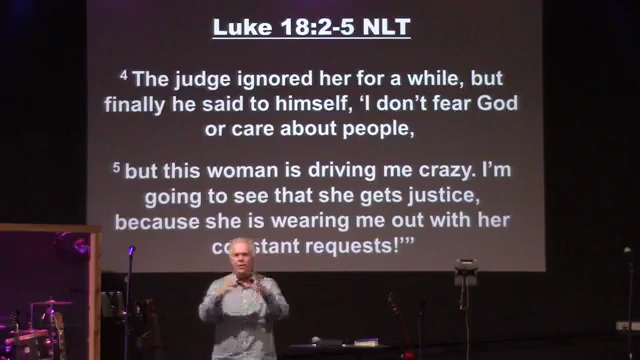 Luke 18:2-5 NLT
4 The judge ignored her for a while, but
finally he said to himself, ‘I don’t fear God
or care about people,
5 but this woman is driving me crazy. I’m
going to see that she gets justice,
because she is wearing me out with her
constant requests!’”